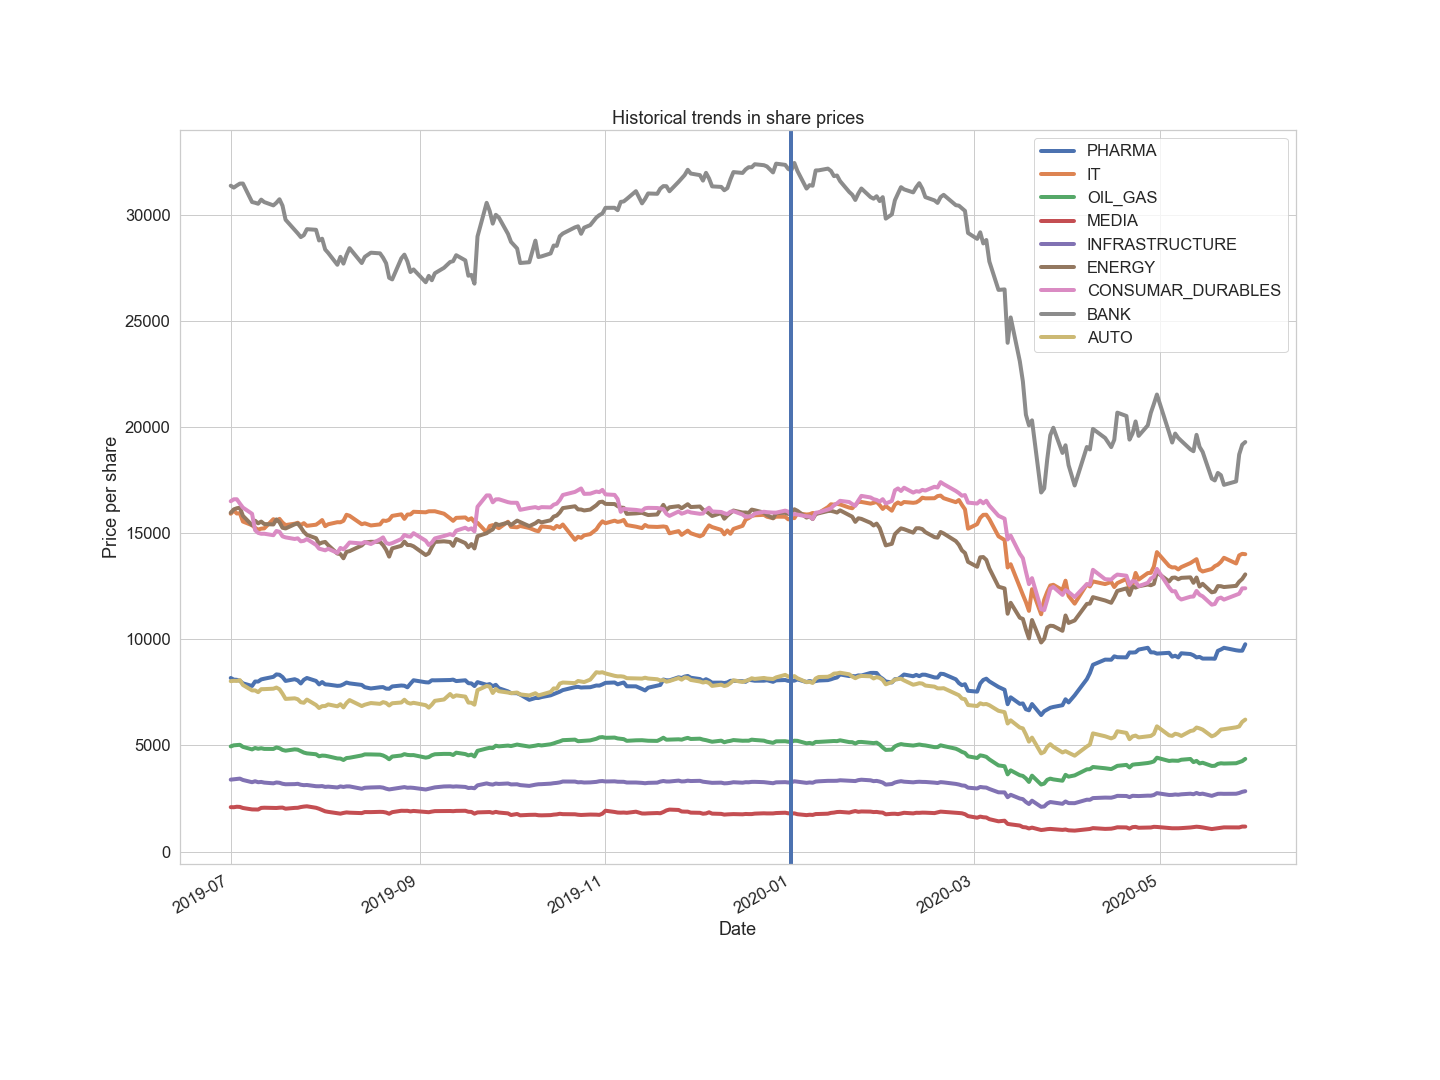 Historical trends in share prices
PHARMA
IT
OIL_GAS
MEDIA
INFRASTRUCTURE
ENERGY
CONSUMAR_DURABLES
BANK
AUTO
30000
25000
20000
15000
10000
5000
0
Price per share
2019-07
2019-09
2019-11
2020-01
2020-03
2020-05
Date